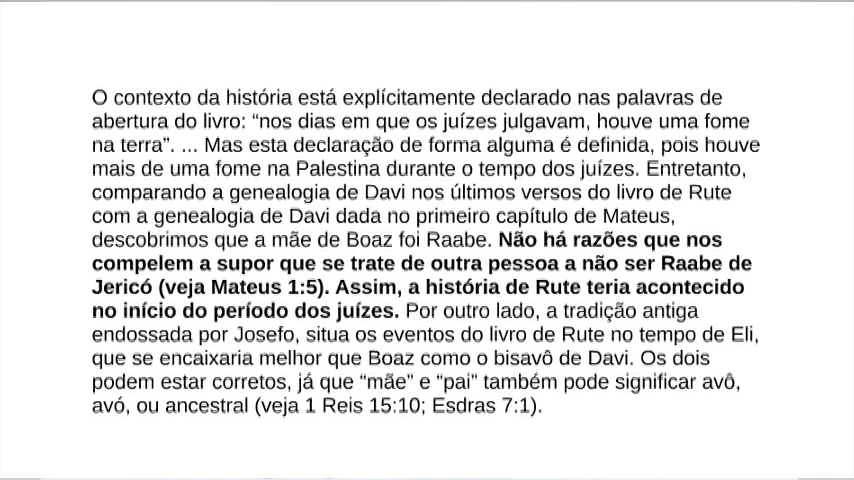 O contexto da história está explícitamente declarado nas palavras de
abertura do livro: “nos dias em que os juízes julgavam, houve uma fome
na terra”. ... Mas esta declaração de forma alguma é definida, pois houve
mais de uma fome na Palestina durante o tempo dos juízes. Entretanto,
comparando a genealogia de Davi nos últimos versos do livro de Rute
com a genealogia de Davi dada no primeiro capítulo de Mateus,
descobrimos que a mãe de Boaz foi Raabe. Não há razões que nos
compelem a supor que se trate de outra pessoa a não ser Raabe de
Jericó (veja Mateus 1:5). Assim, a história de Rute teria acontecido
no início do período dos juízes. Por outro lado, a tradição antiga
endossada por Josefo, situa os eventos do livro de Rute no tempo de Eli,
que se encaixaria melhor que Boaz como o bisavô de Davi. Os dois
podem estar corretos, já que “mãe” e “pai” também pode significar avô,
avó, ou ancestral (veja 1 Reis 15:10; Esdras 7:1).